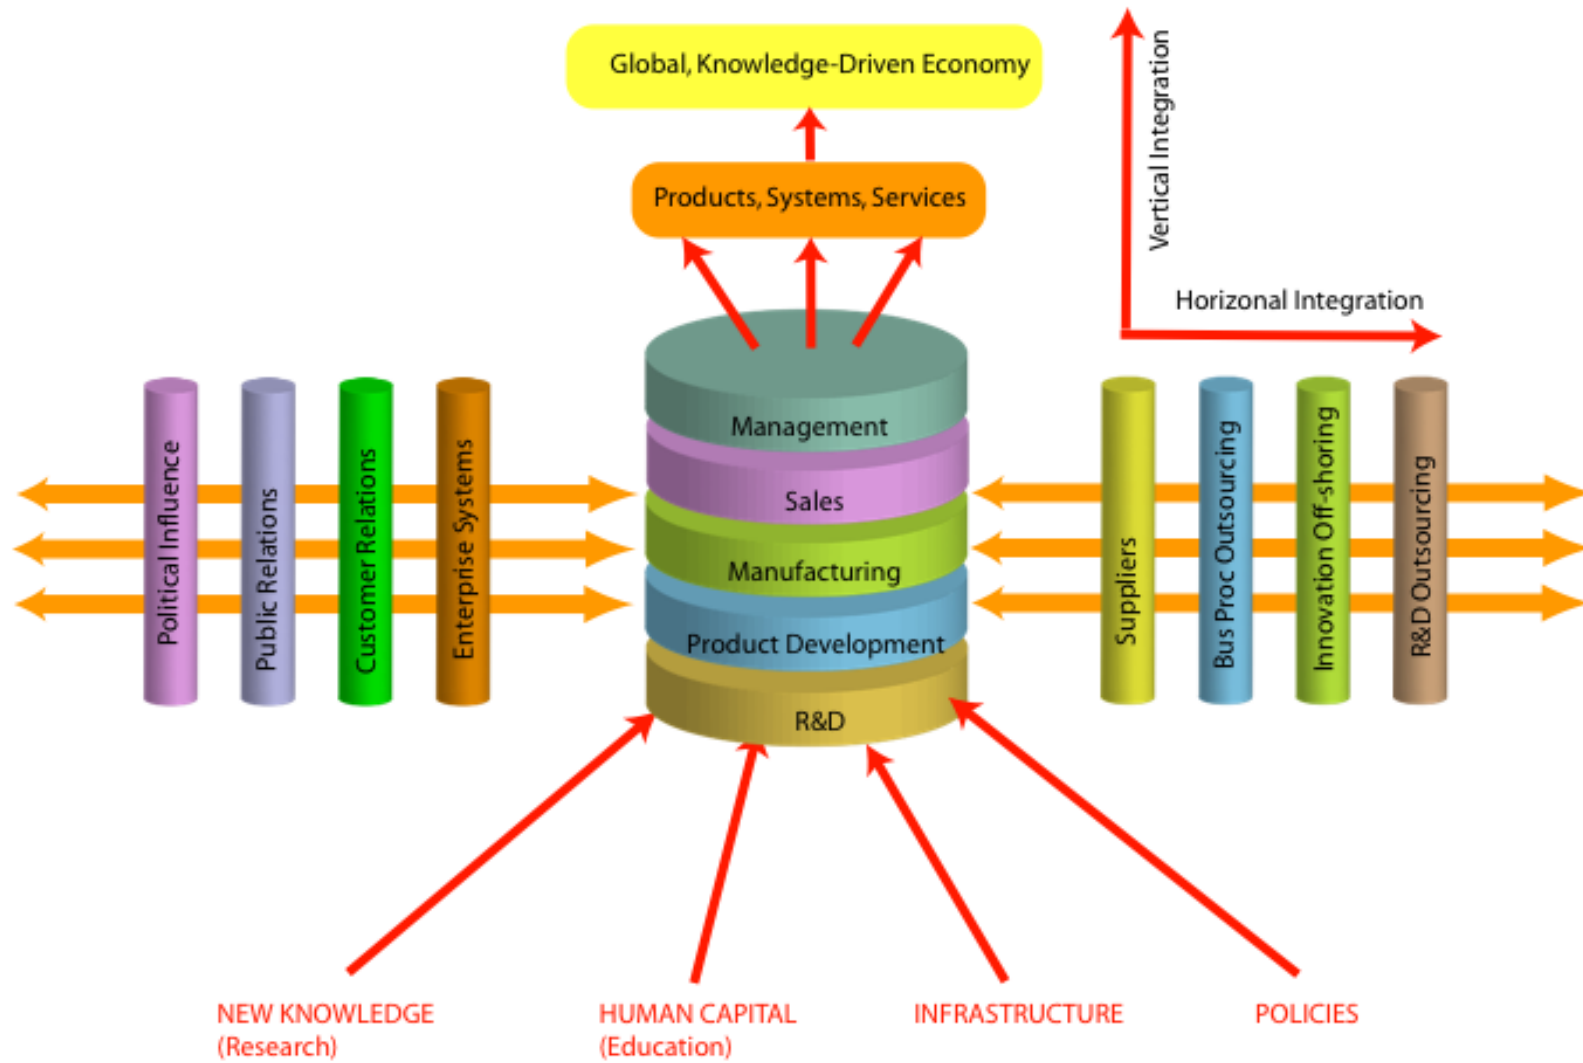 Global, Knowledge-Driven Economy
Products, Systems, Services
Vertical Integration
Horizonal Integration
Political Influence
Public Relations
Customer Relations
Enterprise Systems
Management
Sales
Manufacturing
Product Development
R&D
Suppliers
Bus Proc Outsourcing
Innovation Off-shoring
R&D Outsourcing
NEW KNOWLEDGE
(Research)
HUMAN CAPITAL
(Education)
INFRASTRUCTURE
POLICIES